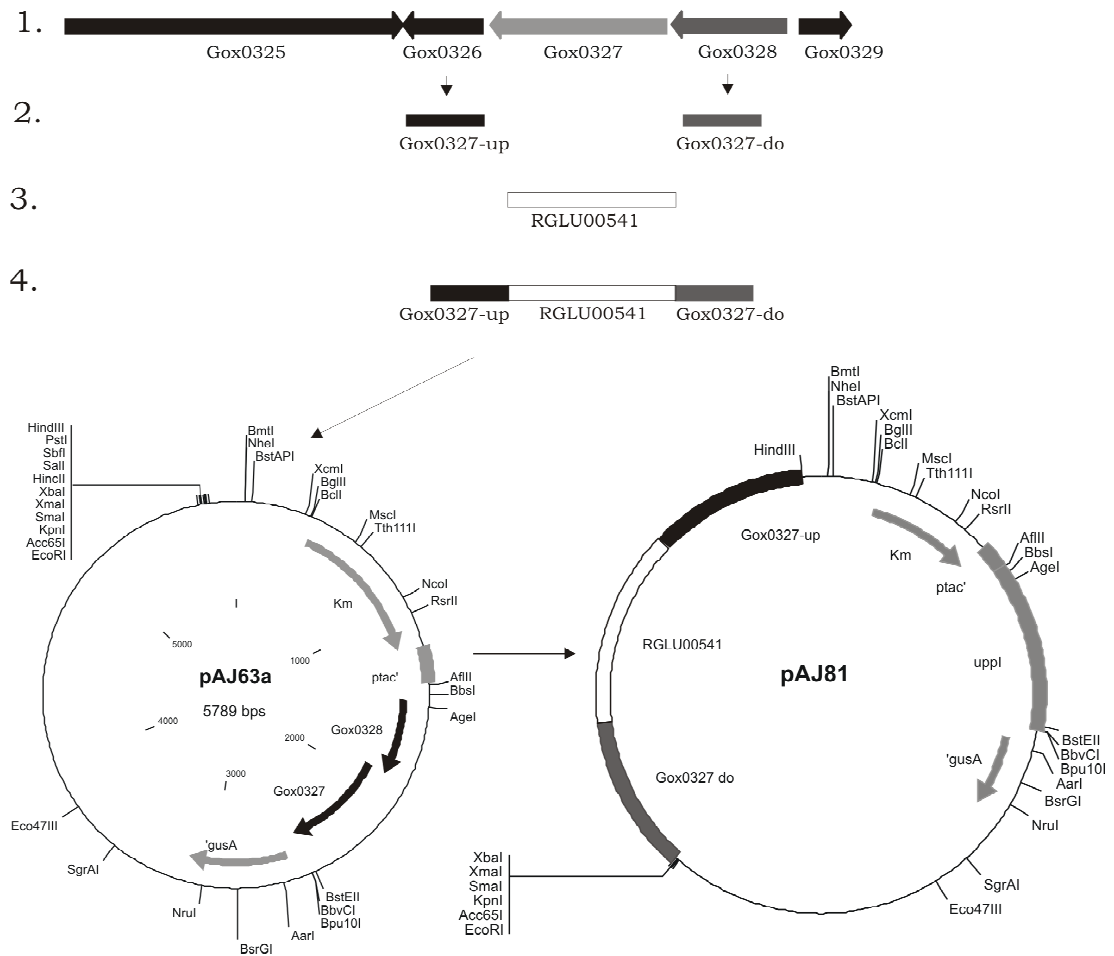 1.
Gox0325
Gox0326
Gox0327
Gox0328
Gox0329
2.
Gox0327-up
Gox0327-do
3.
RGLU00541
4.
Gox0327-up
RGLU00541
Gox0327-do
HindIII
PstI
SbfI
SalI
HincII
XbaI
XmaI
SmaI
KpnI
Acc65I
EcoRI
BmtI
NheI
BstAPI
XcmI
BglII
BclI
MscI
Tth111I
NcoI
RsrII
Km
I
5000
1000
ptac'
pAJ63a
5789 bps
AflII
BbsI
AgeI
4000
Gox0328
2000
3000
Gox0327
Eco47III
SgrAI
'gusA
NruI
BsrGI
AarI
BstEII
BbvCI
Bpu10I
BmtI
NheI
BstAPI
XcmI
BglII
BclI
HindIII
MscI
Tth111I
NcoI
RsrII
Gox0327-up
Km
AflII
BbsI
AgeI
ptac'
RGLU00541
uppI
pAJ81
BstEII
BbvCI
Bpu10I
AarI
BsrGI
NruI
'gusA
Gox0327 do
XbaI
XmaI
SmaI
KpnI
Acc65I
EcoRI
SgrAI
Eco47III